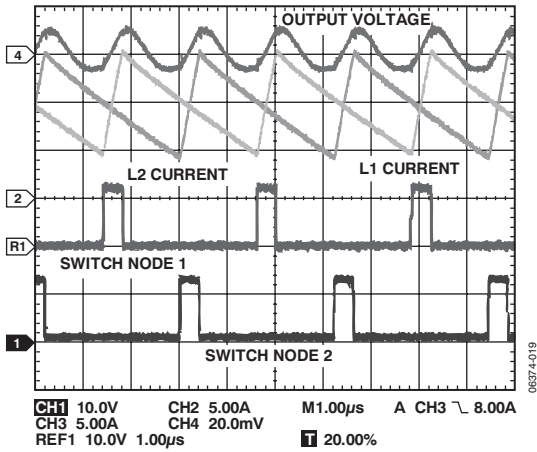 OUTPUT VOLTAGE
4
L2 CURRENT
L1 CURRENT
2
R1
SWITCH NODE 1
1
SWITCH NODE 2
06374-019
CH1 10.0V CH2 5.00A M1.00µs A CH3 ㄟ 8.00A
CH3 5.00A CH4 20.0mV
REF1 10.0V 1.00µs T 20.00%